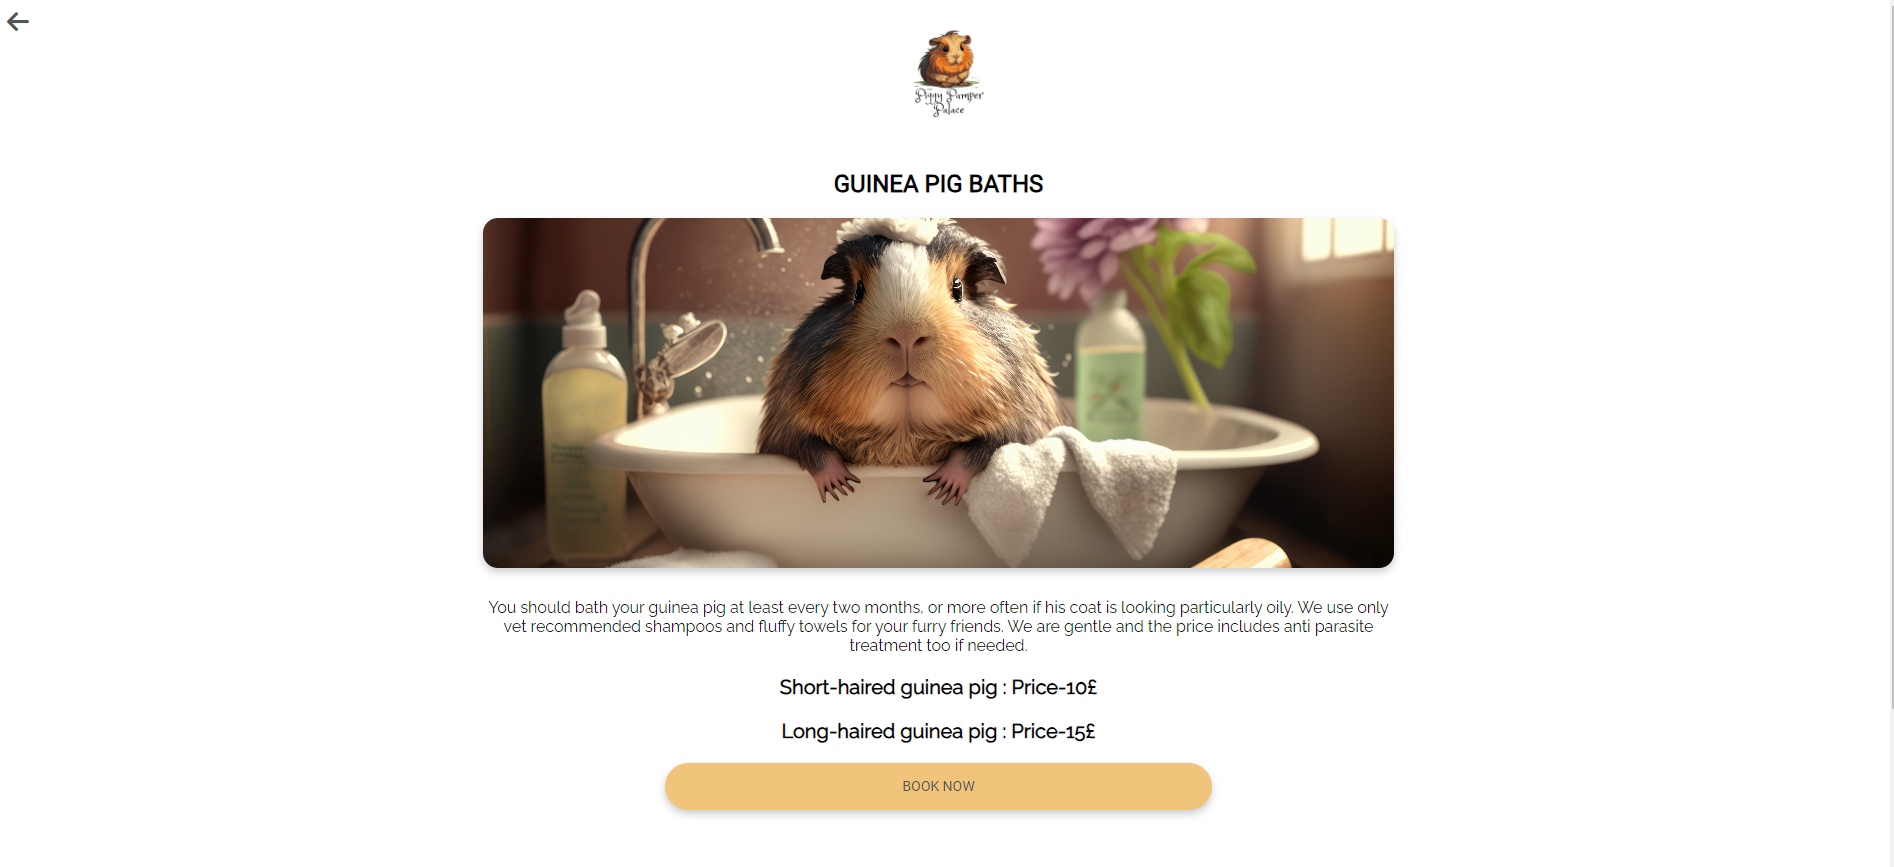 Piggy Pamper
Palace
GUINEA PIG BATHS
You should bath your guinea pig at least every two months, or more often if his coat is looking particularly oily. We use only
vet recommended shampoos and fluffy towels for your furry friends. We are gentle and the price includes anti parasite
treatment too if needed.
Short-haired guinea pig : Price-10£
Long-haired guinea pig : Price-15£
BOOK NOW